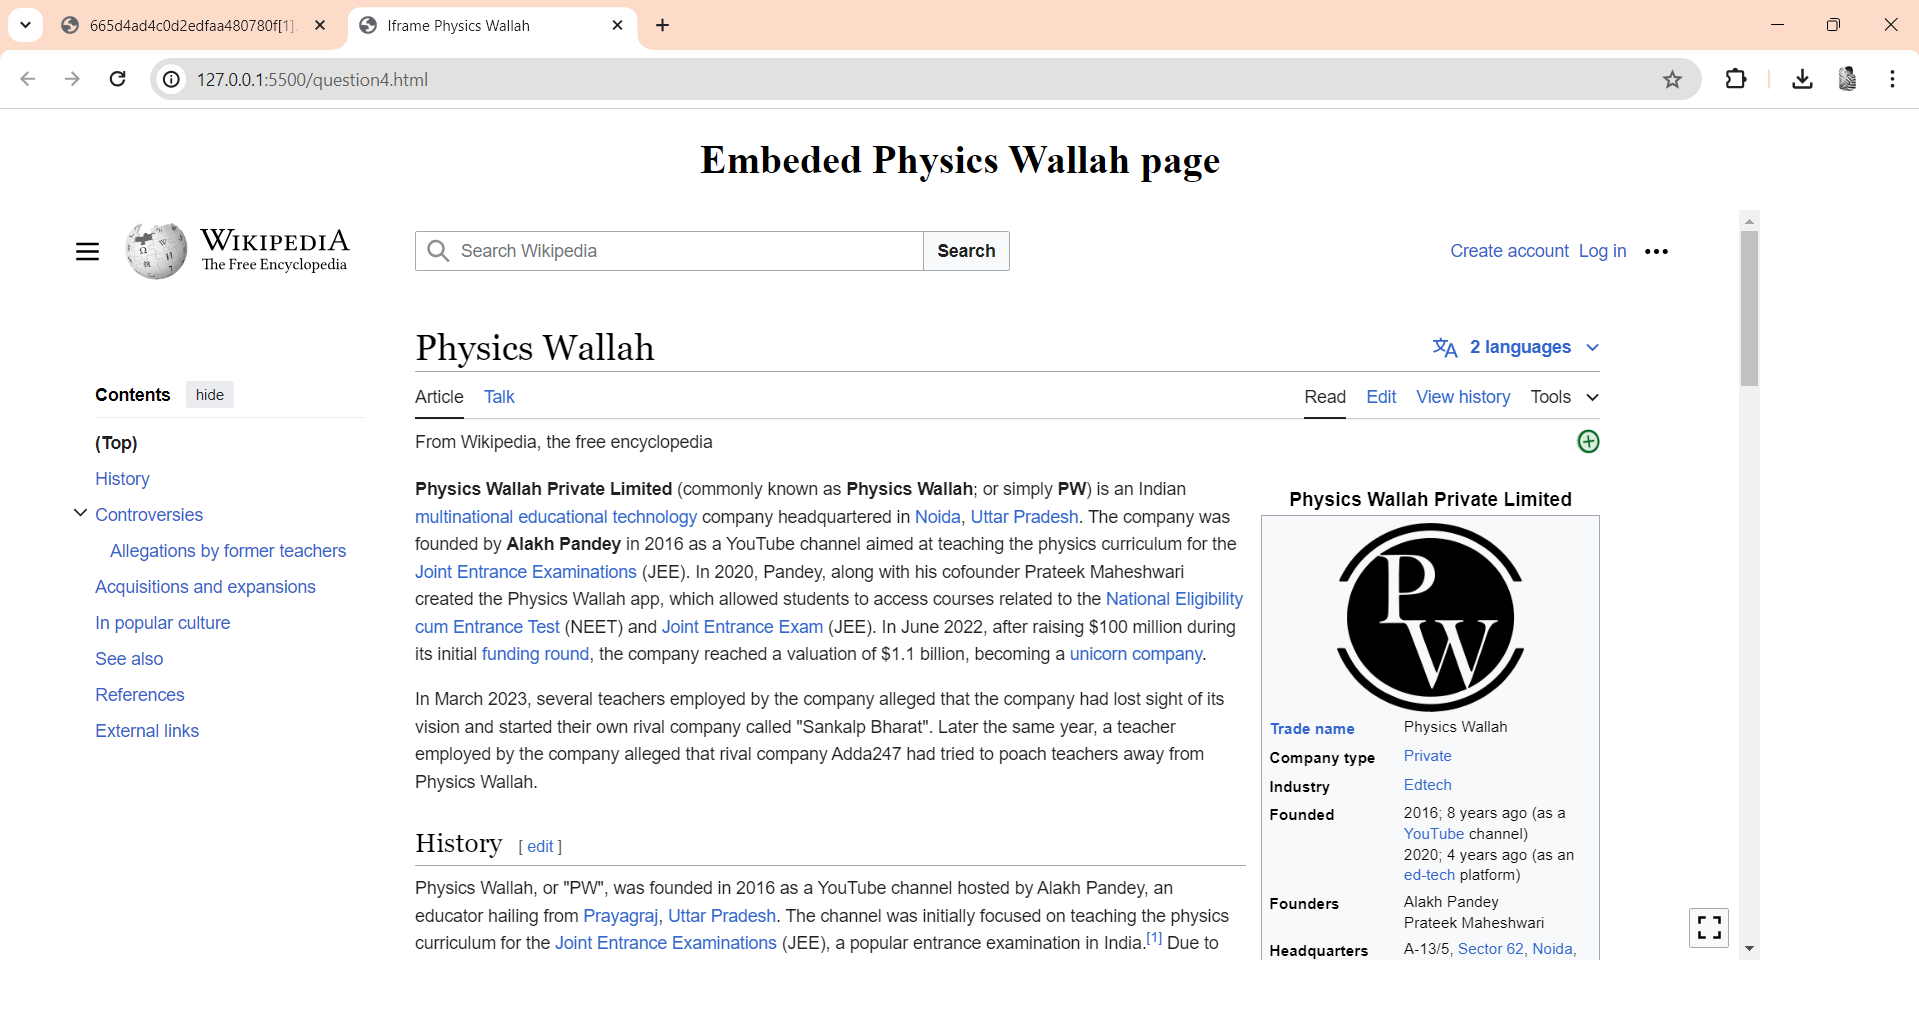 665d4ad4c0d2edfaa480780f[1].
Iframe Physics Wallah
127.0.0.1:5500/question4.html
Embeded Physics Wallah page
WIKIPEDIA
The Free Encyclopedia
Search Wikipedia
Search
Create account Log in
Physics Wallah
2 languages
Contents hide
(Top)
History
Controversies
Allegations by former teachers
Acquisitions and expansions
In popular culture
See also
References
External links
Article Talk
Read Edit View history Tools
From Wikipedia, the free encyclopedia
Physics Wallah Private Limited (commonly known as Physics Wallah; or simply PW) is an Indian
multinational educational technology company headquartered in Noida, Uttar Pradesh. The company was
founded by Alakh Pandey in 2016 as a YouTube channel aimed at teaching the physics curriculum for the
Joint Entrance Examinations (JEE). In 2020, Pandey, along with his cofounder Prateek Maheshwari
created the Physics Wallah app, which allowed students to access courses related to the National Eligibility
cum Entrance Test (NEET) and Joint Entrance Exam (JEE). In June 2022, after raising $100 million during
its initial funding round, the company reached a valuation of $1.1 billion, becoming a unicorn company.
In March 2023, several teachers employed by the company alleged that the company had lost sight of its
vision and started their own rival company called "Sankalp Bharat". Later the same year, a teacher
employed by the company alleged that rival company Adda247 had tried to poach teachers away from
Physics Wallah.
History [ edit ]
Physics Wallah, or "PW", was founded in 2016 as a YouTube channel hosted by Alakh Pandey, an
educator hailing from Prayagraj, Uttar Pradesh. The channel was initially focused on teaching the physics
curriculum for the Joint Entrance Examinations (JEE), a popular entrance examination in India.[1] Due to
Physics Wallah Private Limited
P
W
Trade name Physics Wallah
Company type Private
Industry Edtech
Founded 2016; 8 years ago (as a
YouTube channel)
2020; 4 years ago (as an
ed-tech platform)
Founders Alakh Pandey
Prateek Maheshwari
Headquarters A-13/5, Sector 62, Noida,